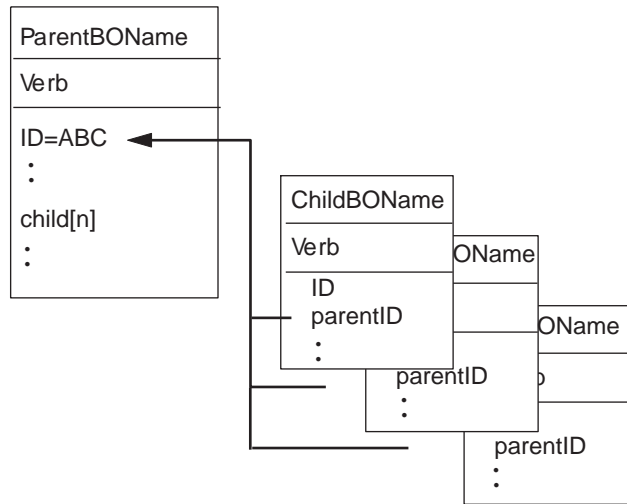 ParentBOName
Verb
ID=ABC
:
child[n]
:
ChildBOName
Verb
ID
parentID
:
OName
parentID
:
OName
parentID
: